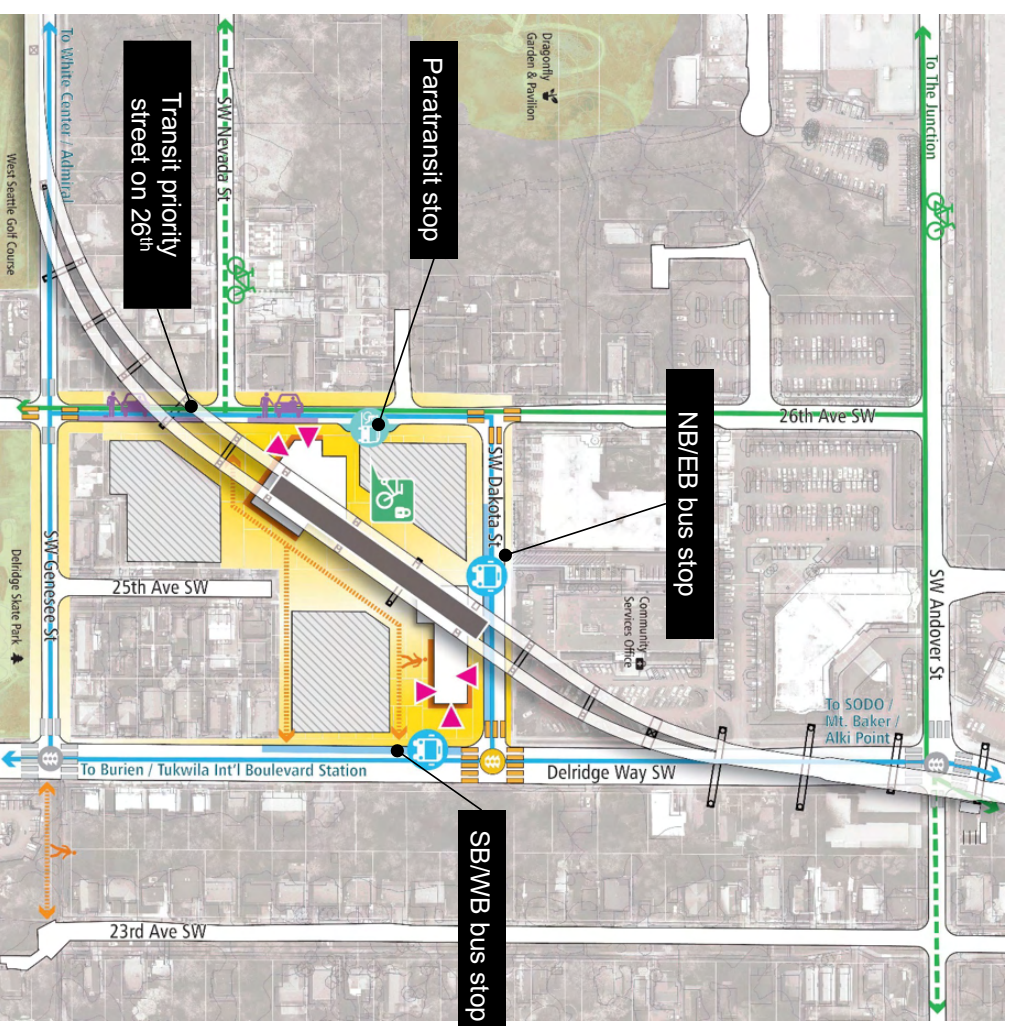 To White Center / Admiral
West Seattle Golf Course
SW Nevada St
Transit priority
street on 26th
Paratransit stop
Dragonfly
Garden & Pavilion
To The Junction
26th Ave SW
NB/EB bus stop
SW Dakota St
SW Genesee St
25th Ave SW
Delridge Skate Park
Community
Services Office
SW Andover St
To SODO /
Mt. Baker /
Alki Point
To Burien / Tukwila Int'l Boulevard Station
Delridge Way SW
SB/WB bus stop
23rd Ave SW